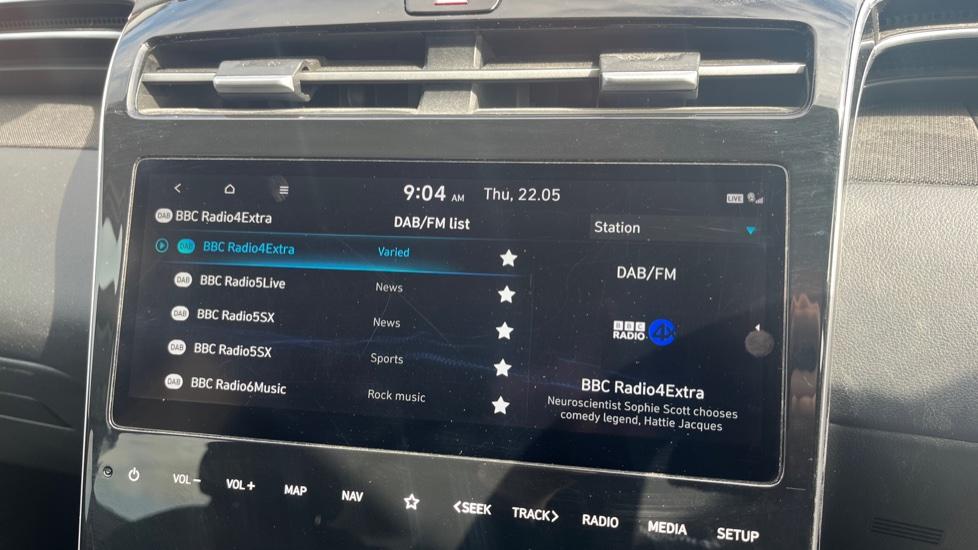 9:04 AM Thu, 22.05
LIVE
DAB BBC Radio4Extra
DAB/FM list
Station
DAB BBC Radio4Extra Varied
DAB BBC Radio5Live News
DAB BBC Radio5SX News
DAB BBC Radio5SX Sports
DAB BBC Radio6Music Rock music
DAB/FM
BBC
RADIO 4X
BBC Radio4Extra
Neuroscientist Sophie Scott chooses
comedy legend, Hattie Jacques
VOL- VOL+ MAP NAV <SEEK TRACK> RADIO MEDIA SETUP